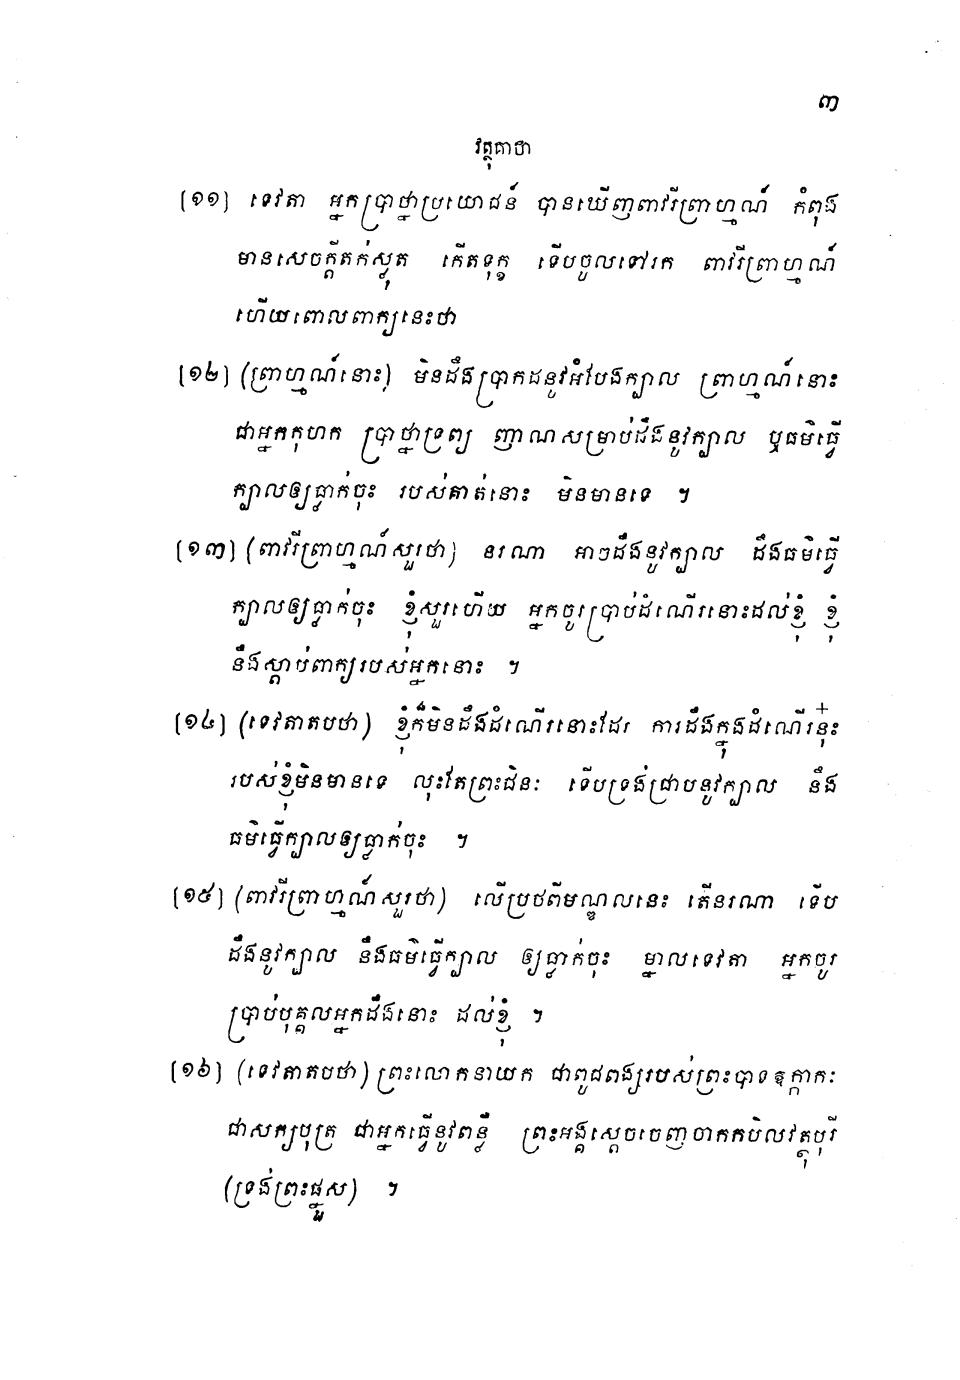 ៣
វត្ថុគាថា
[១១] ទេវតា អ្នកប្រាថ្នាប្រយោជន៍ បានឃើញពាវរីព្រាហ្មណ៍ កំពុង
មានសេចក្តីតក់ស្លុត កើតទុក្ខ ទើបចូលទៅរក ពាវរីព្រាហ្មណ៍
ហើយពោលពាក្យនេះថា
[១២] (ព្រាហ្មណ៍នោះ) មិនដឹងប្រាកដនូវអំបែងក្បាល ព្រាហ្មណ៍នោះ
ជាអ្នកកុហក ប្រាថ្នាទ្រព្យ ញាណសម្រាប់ដឹងនូវក្បាល ឬធម៌ធ្វើ
ក្បាលឲ្យធ្លាក់ចុះ របស់គាត់នោះ មិនមានទេ ។
[១៣] (ពាវរីព្រាហ្មណ៍សួរថា) នរណា អាចដឹងនូវក្បាល ដឹងធម៌ធ្វើ
ក្បាលឲ្យធ្លាក់ចុះ ខ្ញុំសួរហើយ អ្នកចូរប្រាប់ដំណើរនោះដល់ខ្ញុំ ខ្ញុំ
នឹងស្តាប់ពាក្យរបស់អ្នកនោះ ។
[១៤] (ទេវតាតបថា) ខ្ញុំក៏មិនដឹងដំណើរនោះដែរ ការដឹងក្នុងដំណើរនុ៎ះ
របស់ខ្ញុំមិនមានទេ លុះតែព្រះជិនៈ ទើបទ្រង់ជ្រាបនូវក្បាល នឹង
ធម៌ធ្វើក្បាលឲ្យធ្លាក់ចុះ ។
[១៥] (ពាវរីព្រាហ្មណ៍សួរថា) លើប្រថពីមណ្ឌលនេះ តើនរណា ទើប
ដឹងនូវក្បាល នឹងធម៌ធ្វើក្បាល ឲ្យធ្លាក់ចុះ ម្នាលទេវតា អ្នកចូរ
ប្រាប់បុគ្គលអ្នកដឹងនោះ ដល់ខ្ញុំ ។
[១៦] (ទេវតាតបថា) ព្រះលោកនាយក ជាពូជពង្សរបស់ព្រះបាទឧក្កាកៈ
ជាសក្យបុត្រ ជាអ្នកធ្វើនូវពន្លឺ ព្រះអង្គស្តេចចេញចាកកបិលវត្ថុបុរី
(ទ្រង់ព្រះផ្នួស) ។